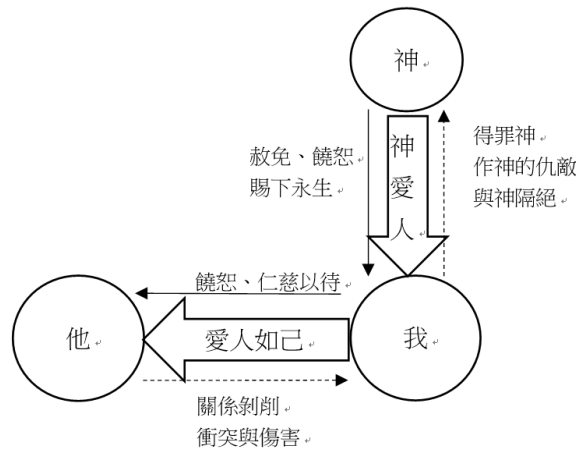 神
赦免、饒恕
賜下永生
神愛人
得罪神
作神的仇敵
與神隔絕
饒恕、仁慈以待
他
愛人如己
我
關係剝削
衝突與傷害